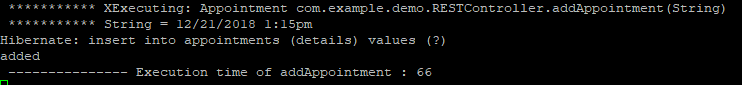 *********** XExecuting: Appointment com.example.demo.RESTController.addAppointment(String)
*********** String = 12/21/2018 1:15pm
Hibernate: insert into appointments (details) values (?)
added
--------------- Execution time of addAppointment : 66